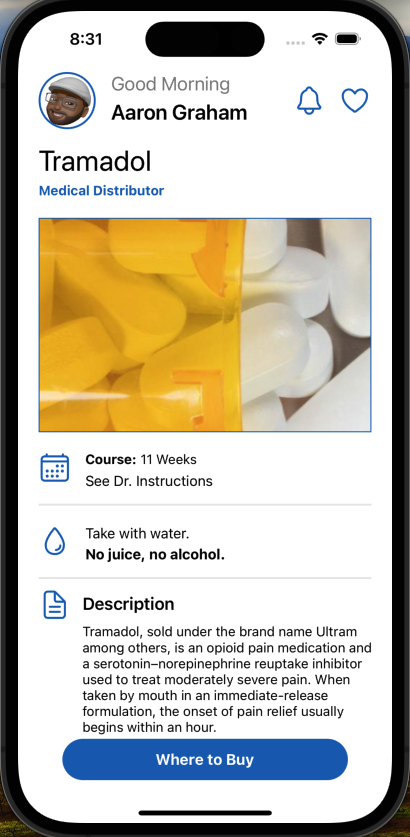 8:31
Good Morning
Aaron Graham
Tramadol
Medical Distributor
Course: 11 Weeks
See Dr. Instructions
Take with water.
No juice, no alcohol.
Description
Tramadol, sold under the brand name Ultram
among others, is an opioid pain medication and
a serotonin–norepinephrine reuptake inhibitor
used to treat moderately severe pain. When
taken by mouth in an immediate-release
formulation, the onset of pain relief usually
begins within an hour.
Where to Buy